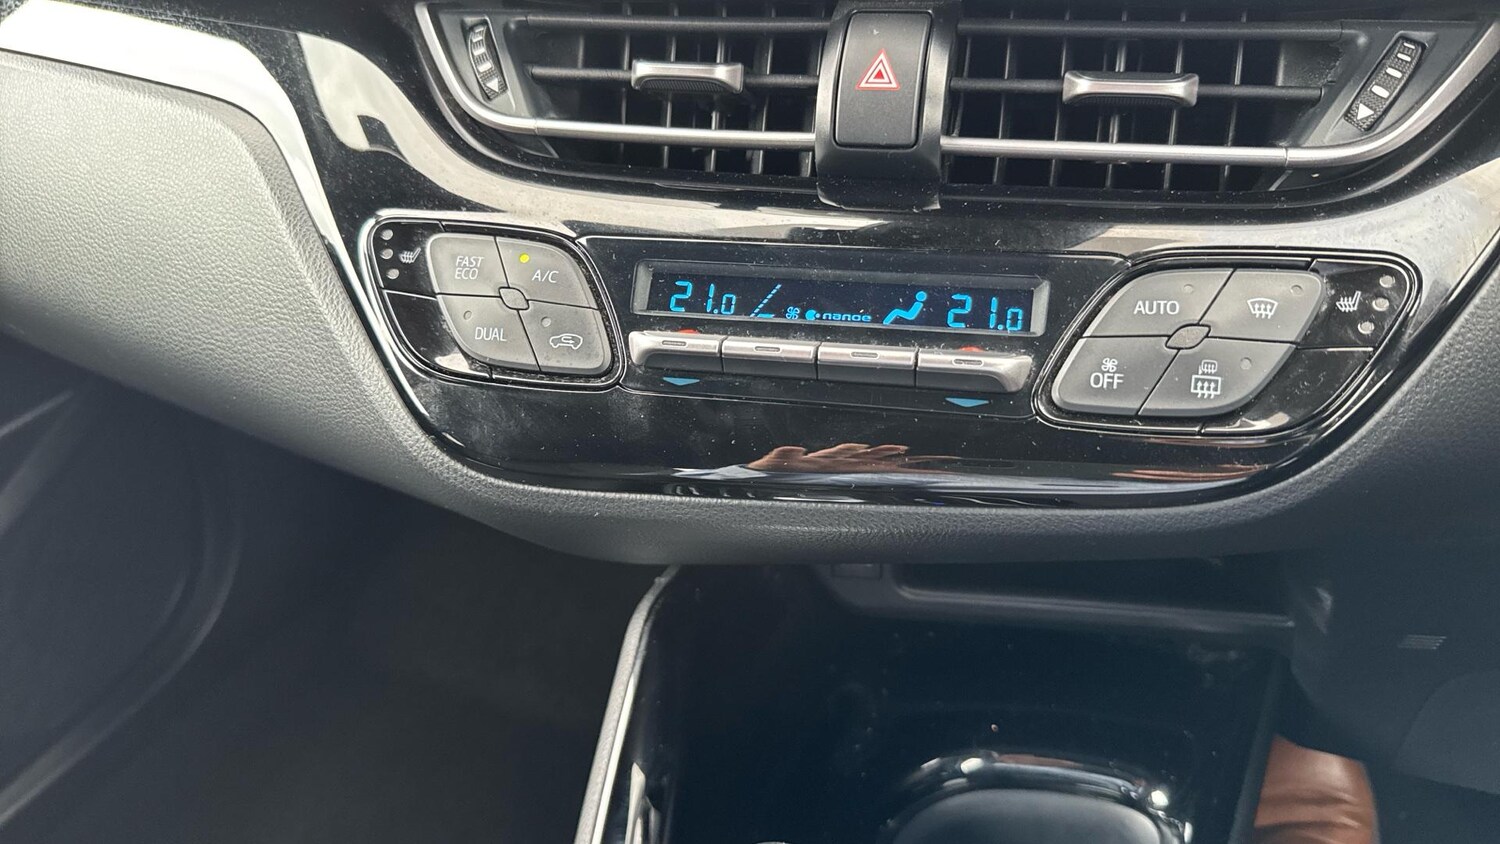 FAST
ECO
A/C
DUAL
21.0
nanoe
21.0
AUTO
OFF